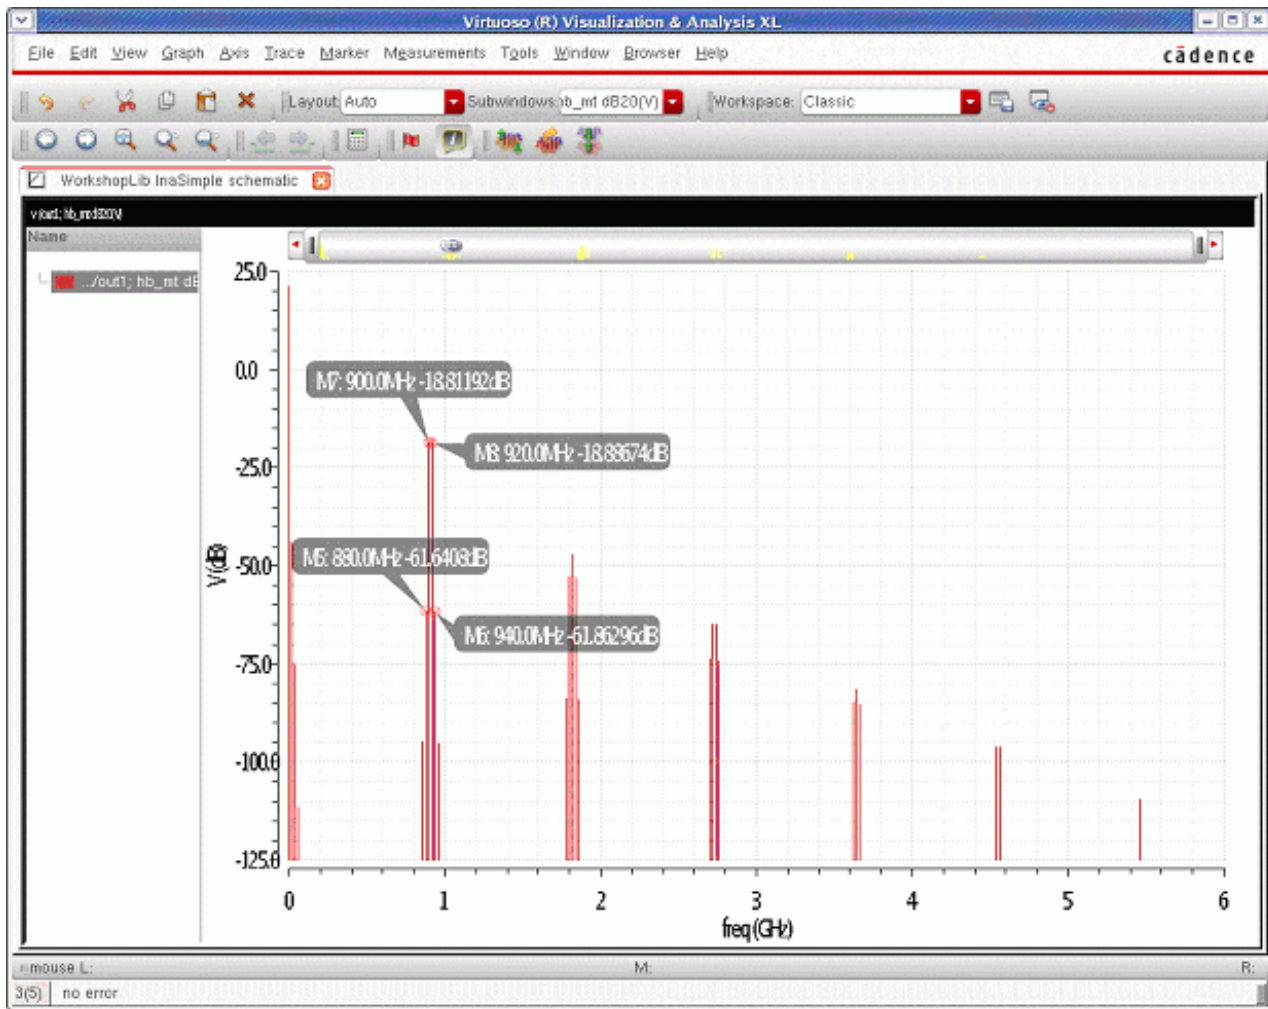 Virtuoso (R) Visualization & Analysis XL
File Edit View Graph Axis Trace Marker Measurements Tools Window Browser Help
cādence
Layout: Auto Subwindows: ob_mt dB20(V) Workspace: Classic
WorkshopLib lnaSimple schematic
v /out1; hb_mt dB20(V)
Name
.../out1; hb_mt dB
25.0
0.0
-25.0
-50.0
-75.0
-100.0
-125.0
V (dB)
M7: 900.0MHz -18.81192dB
M8: 920.0MHz -18.88674dB
M5: 880.0MHz -61.6408dB
M6: 940.0MHz -61.86296dB
0 1 2 3 4 5 6
freq (GHz)
mouse L: M: R:
3(5) no error